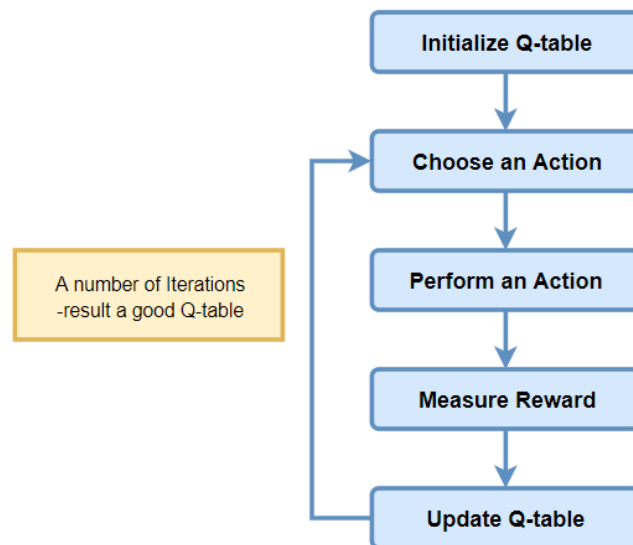 Initialize Q-table
Choose an Action
A number of Iterations
-result a good Q-table
Perform an Action
Measure Reward
Update Q-table